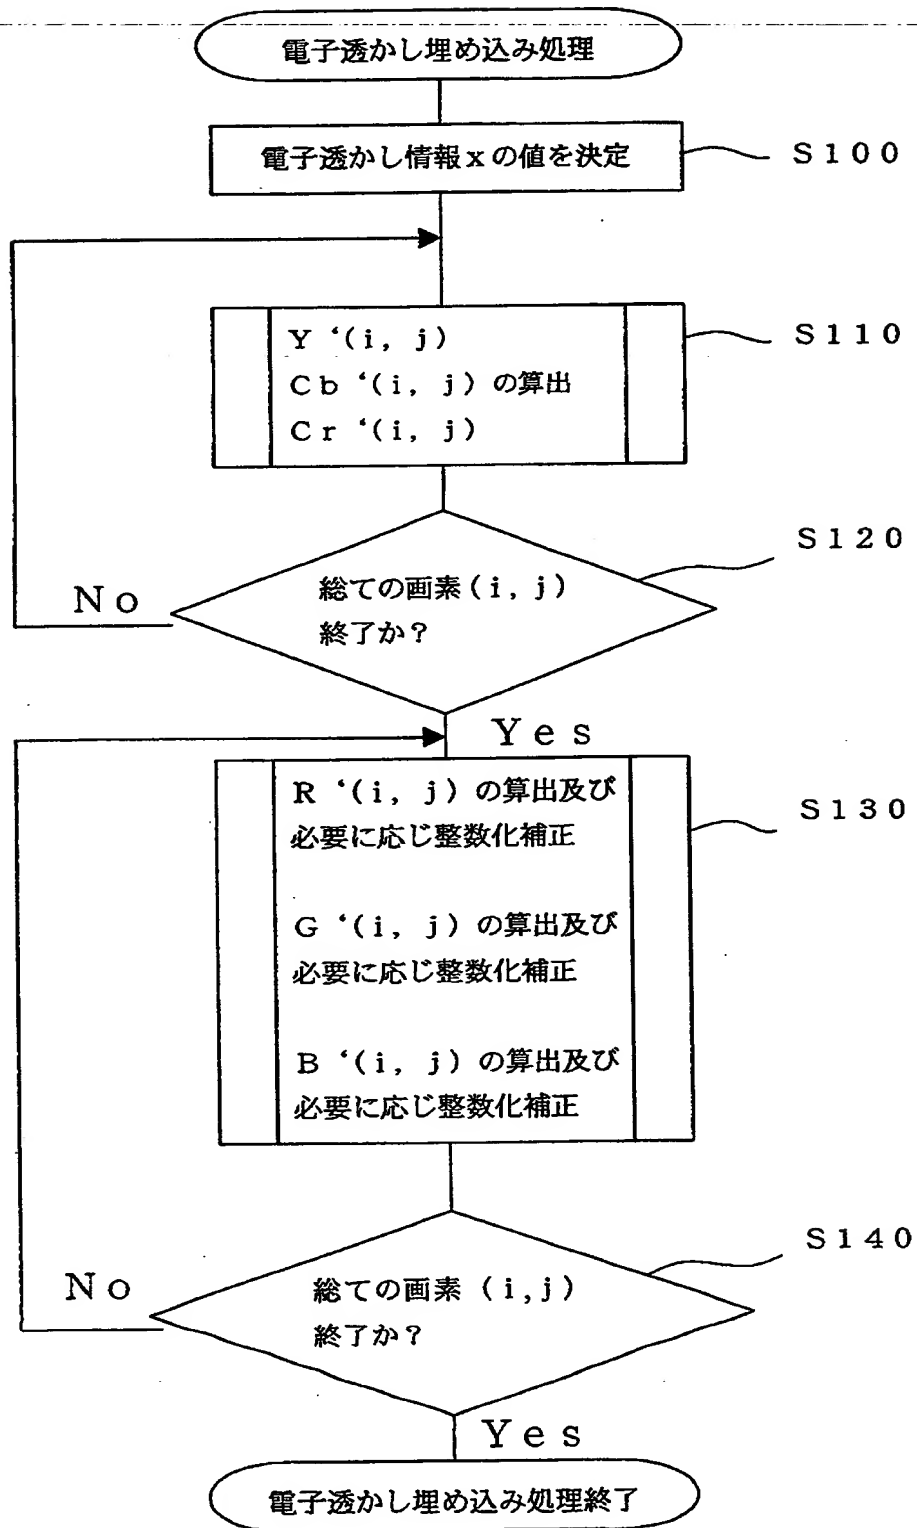 電子透かし埋め込み処理
電子透かし情報xの値を決定
S100
Y‘(i, j)
Cb‘(i, j)の算出
Cr‘(i, j)
S110
S120
総ての画素(i, j)
終了か?
No
Yes
R‘(i, j)の算出及び
必要に応じ整数化補正
G‘(i, j)の算出及び
必要に応じ整数化補正
B‘(i, j)の算出及び
必要に応じ整数化補正
S130
S140
総ての画素(i,j)
終了か?
No
Yes
電子透かし埋め込み処理終了